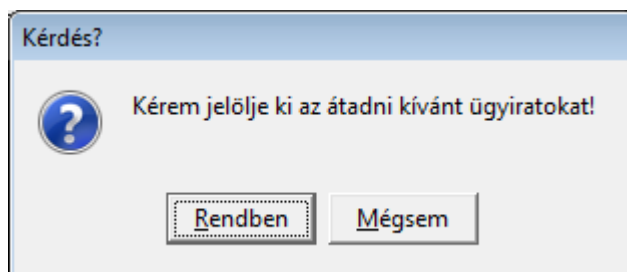 Kérdés?
Kérem jelölje ki az átadni kívánt ügyiratokat!
Rendben Mégsem